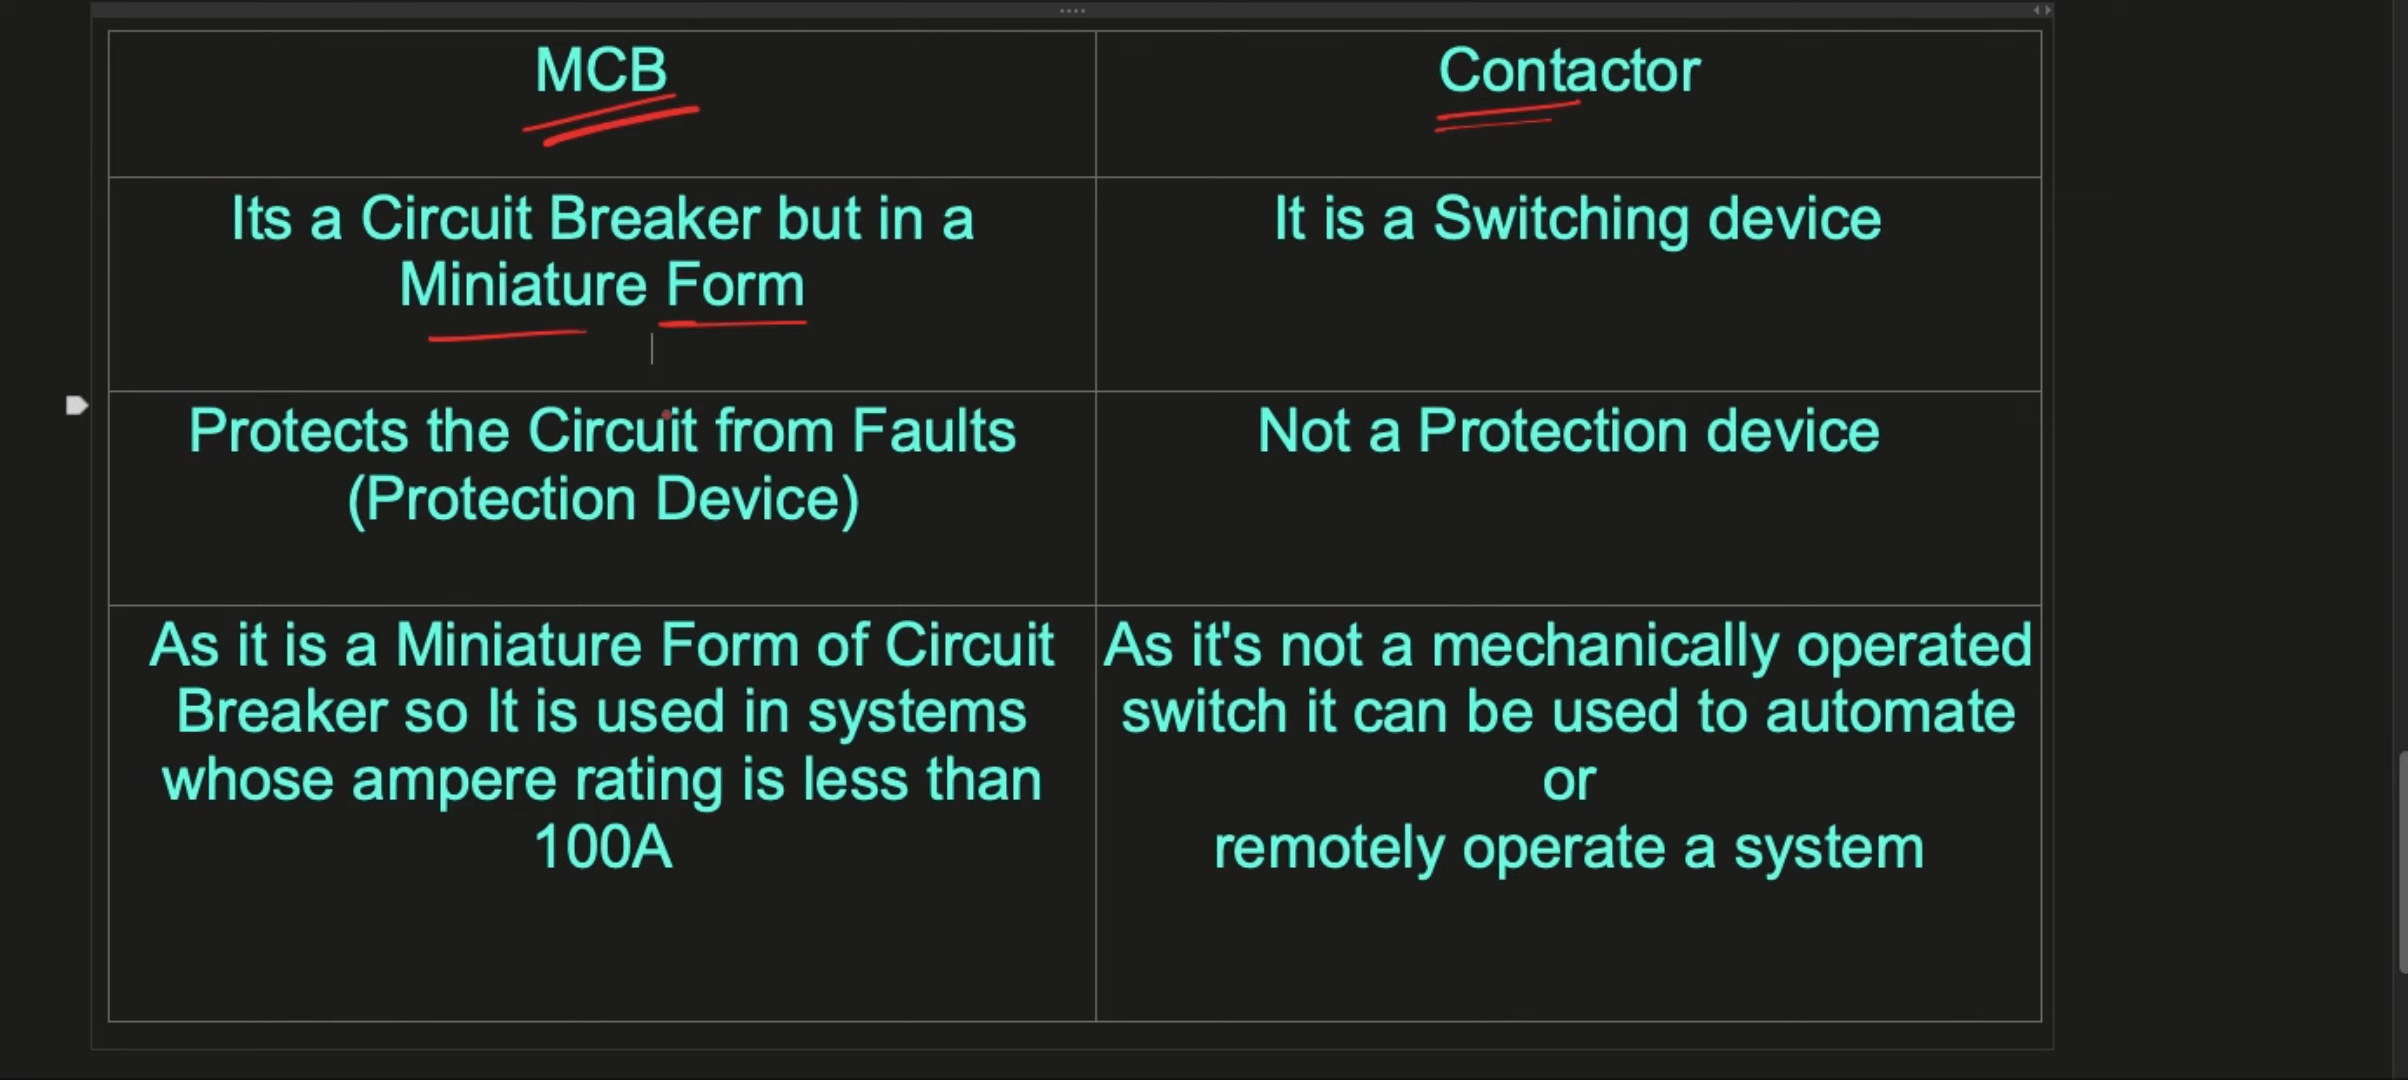 MCB
Contactor
Its a Circuit Breaker but in a
Miniature Form
It is a Switching device
Protects the Circuit from Faults
(Protection Device)
Not a Protection device
As it is a Miniature Form of Circuit
Breaker so It is used in systems
whose ampere rating is less than
100A
As it's not a mechanically operated
switch it can be used to automate
or
remotely operate a system